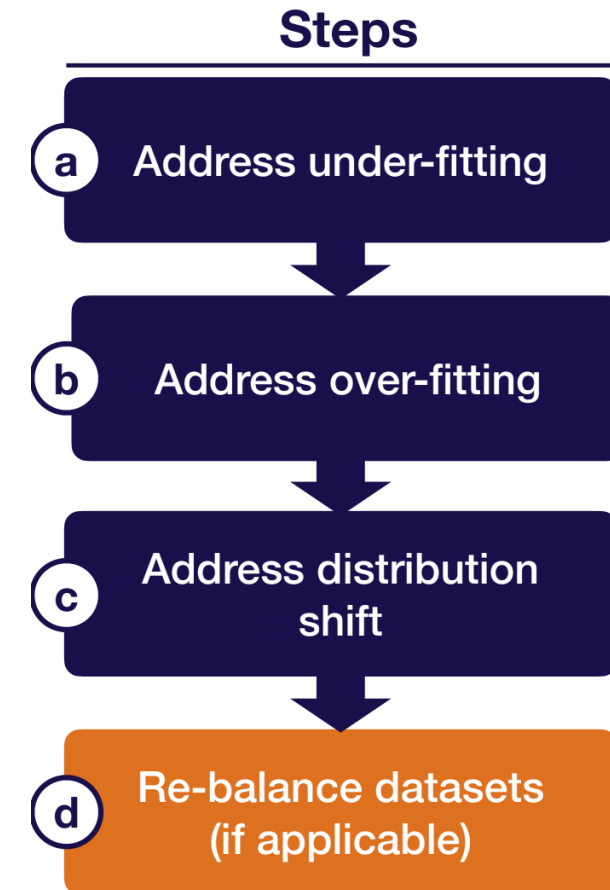 Steps
a
Address under-fitting
b
Address over-fitting
c
Address distribution
shift
d
Re-balance datasets
(if applicable)